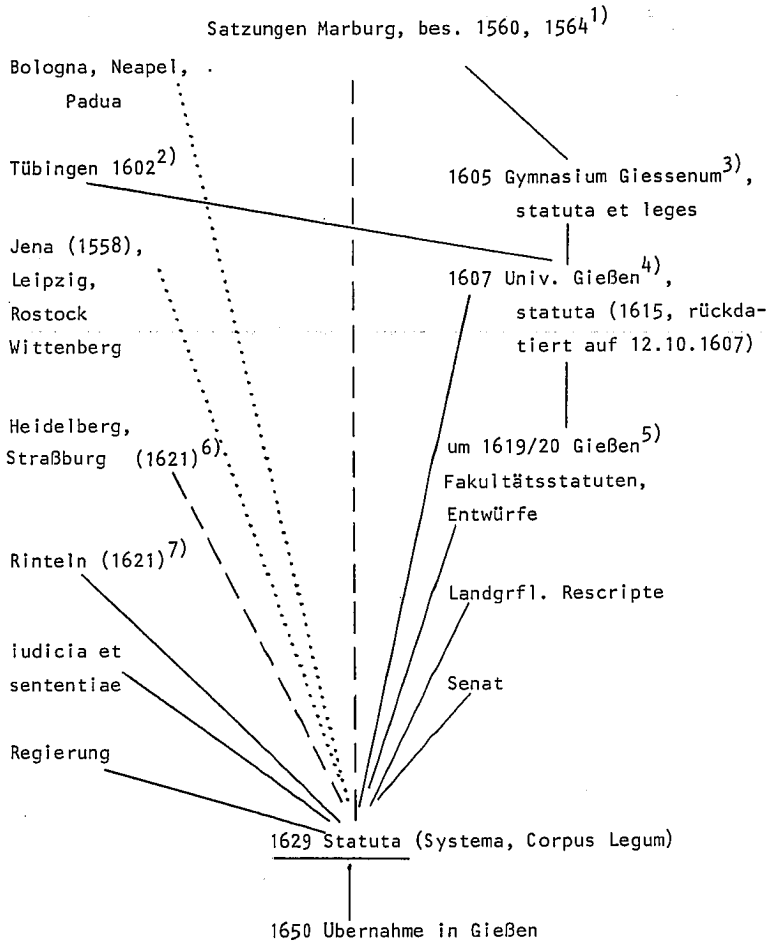 Satzungen Marburg, bes. 1560, 1564¹⁾
Bologna, Neapel,
Padua
Tübingen 1602²⁾
1605 Gymnasium Giessenum³⁾,
statuta et leges
Jena (1558),
Leipzig,
Rostock
Wittenberg
1607 Univ. Gießen⁴⁾,
statuta (1615, rückda-
tiert auf 12.10.1607)
Heidelberg,
Straßburg (1621)⁶⁾
um 1619/20 Gießen⁵⁾
Fakultätsstatuten,
Entwürfe
Rinteln (1621)⁷⁾
Landgrfl. Rescripte
iudicia et
sententiae
Senat
Regierung
1629 Statuta (Systema, Corpus Legum)
1650 Übernahme in Gießen